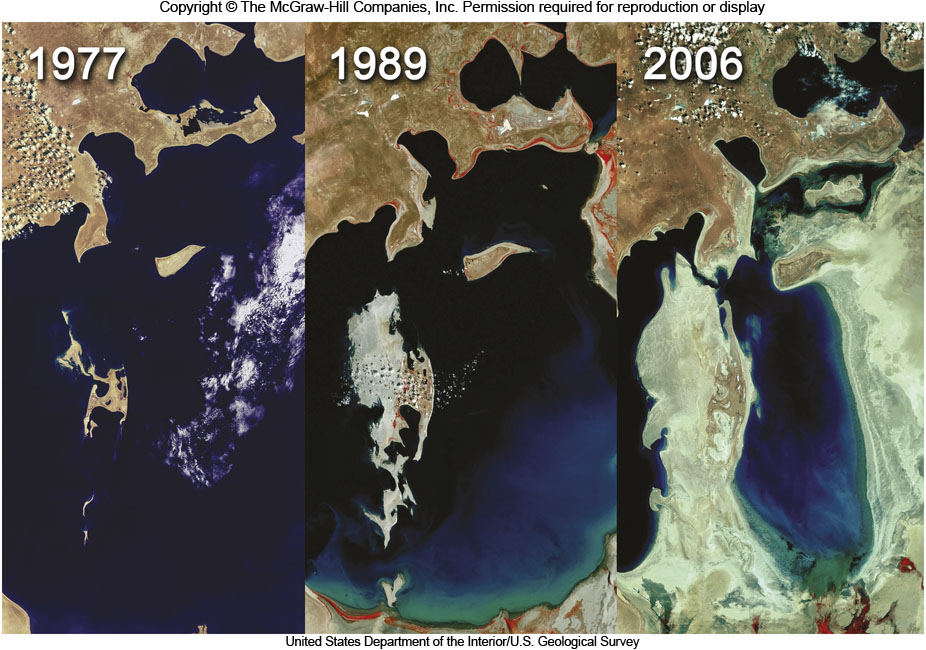 Copyright © The McGraw-Hill Companies, Inc. Permission required for reproduction or display
1977
1989
2006
United States Department of the Interior/U.S. Geological Survey